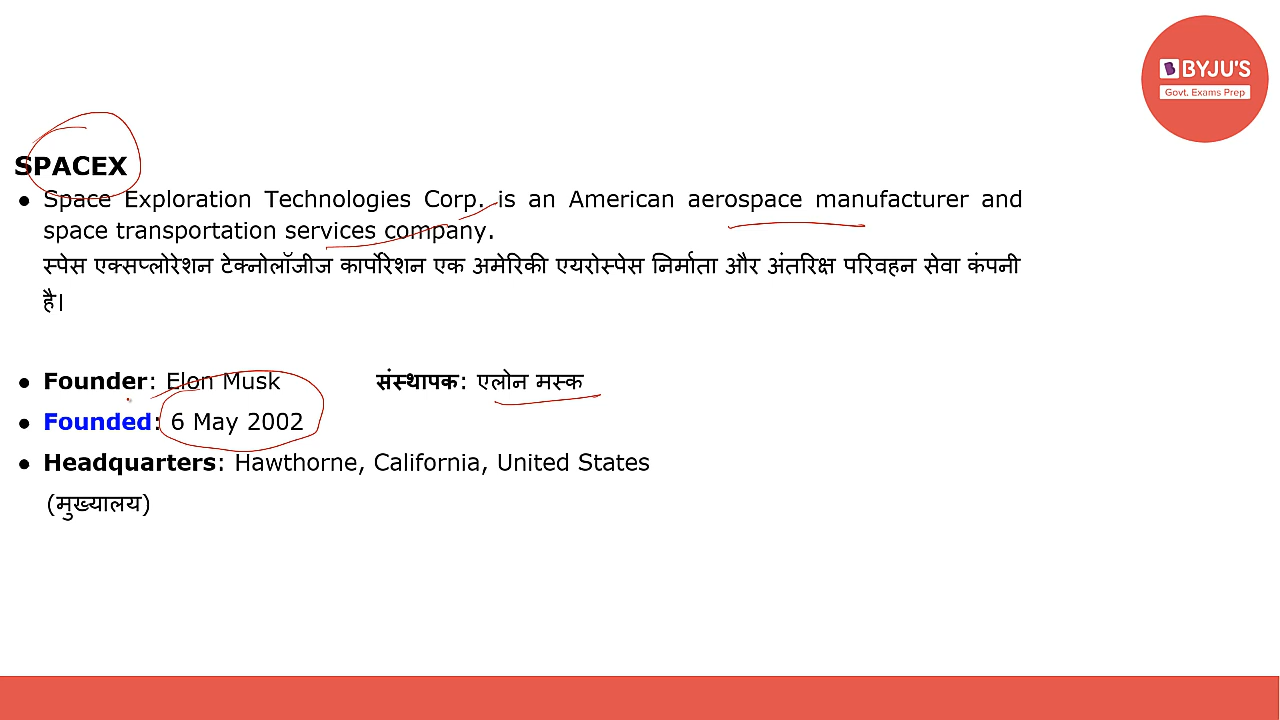 BYJU'S
Govt. Exams Prep
SPACEX
● Space Exploration Technologies Corp. is an American aerospace manufacturer and
space transportation services company.
स्पेस एक्सप्लोरेशन टेक्नोलॉजीज कार्पोरेशन एक अमेरिकी एयरोस्पेस निर्माता और अंतरिक्ष परिवहन सेवा कंपनी
है।
● Founder: Elon Musk संस्थापक: एलोन मस्क
● Founded: 6 May 2002
● Headquarters: Hawthorne, California, United States
(मुख्यालय)